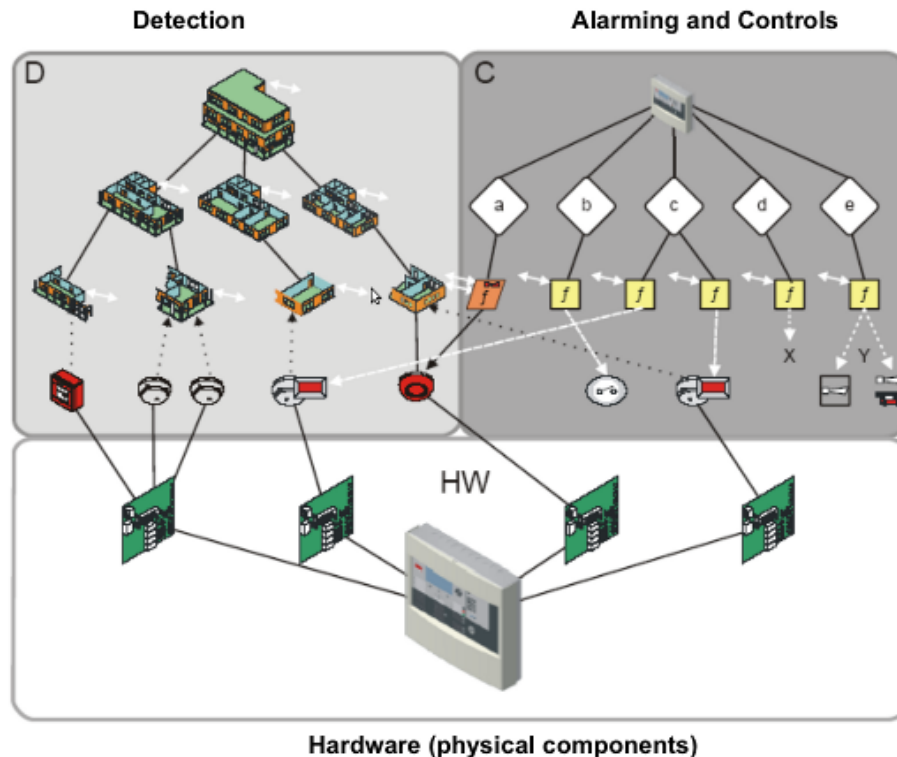 Detection
Alarming and Controls
D
C
a
b
c
d
e
f
f
f
f
f
f
X
Y
HW
Hardware (physical components)